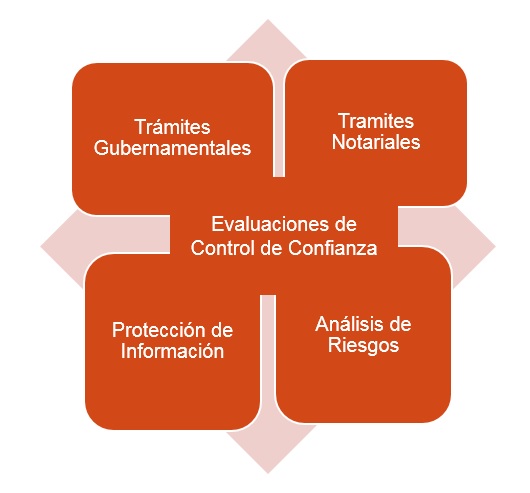 Trámites
Gubernamentales
Tramites
Notariales
Evaluaciones de
Control de Confianza
Protección de
Información
Análisis de
Riesgos